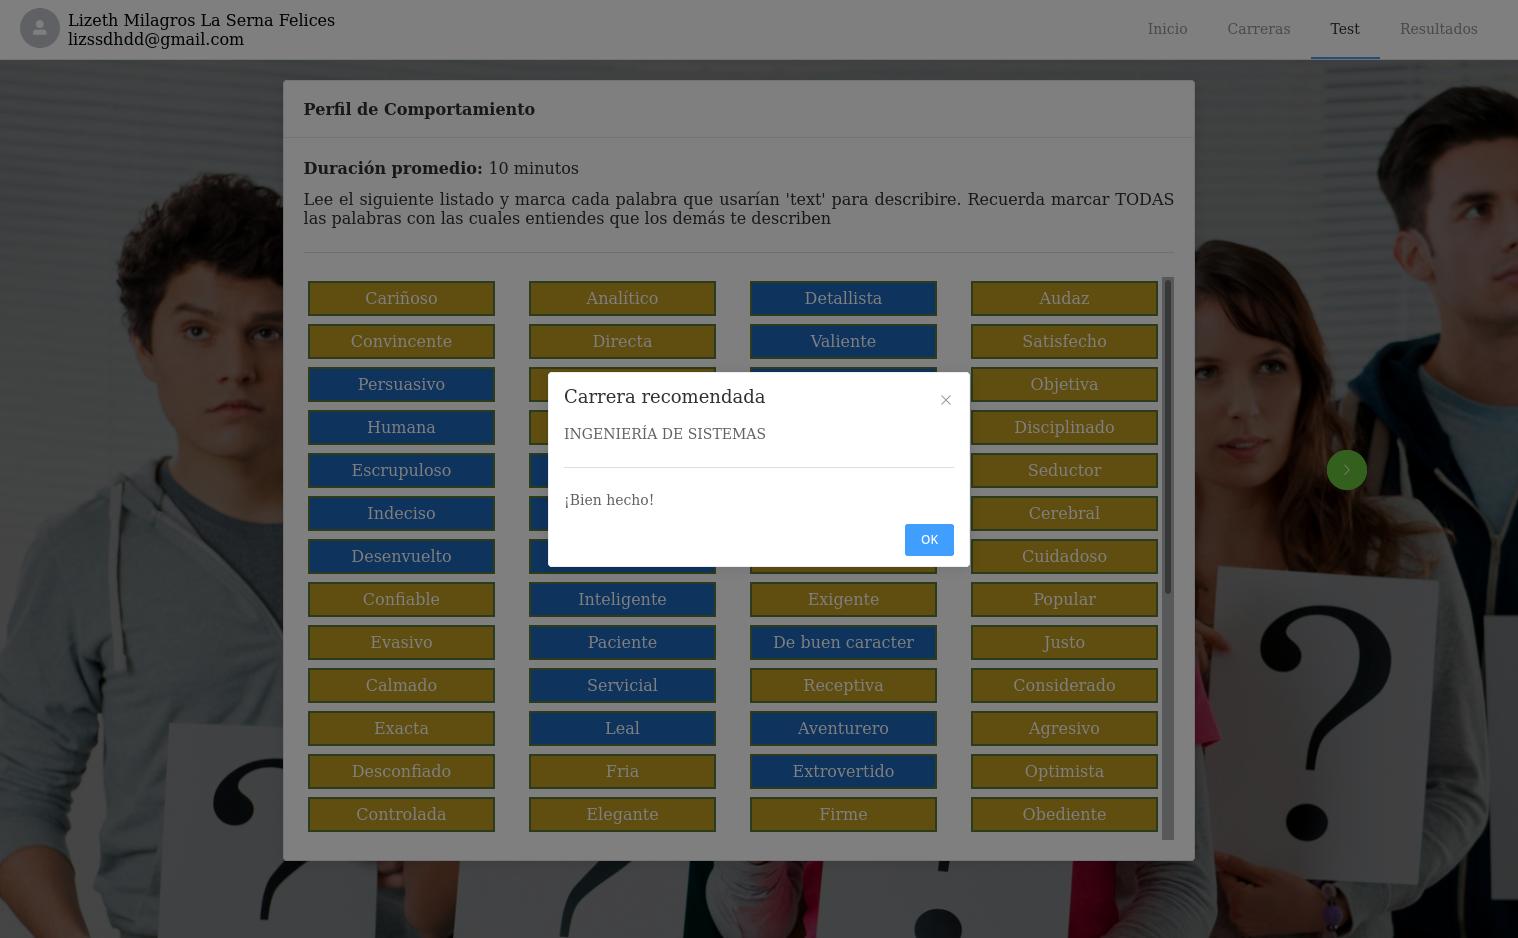 Lizeth Milagros La Serna Felices
lizssdhdd@gmail.com
Inicio Carreras Test Resultados
Perfil de Comportamiento
Duración promedio: 10 minutos
Lee el siguiente listado y marca cada palabra que usarían 'text' para describire. Recuerda marcar TODAS
las palabras con las cuales entiendes que los demás te describen
Cariñoso Analítico Detallista Audaz
Convincente Directa Valiente Satisfecho
Persuasivo Objetiva
Humana Disciplinado
Escrupuloso Seductor
Indeciso Cerebral
Desenvuelto Cuidadoso
Carrera recomendada
INGENIERÍA DE SISTEMAS
¡Bien hecho!
OK
Confiable Inteligente Exigente Popular
Evasivo Paciente De buen caracter Justo
Calmado Servicial Receptiva Considerado
Exacta Leal Aventurero Agresivo
Desconfiado Fria Extrovertido Optimista
Controlada Elegante Firme Obediente
? ? ? ?